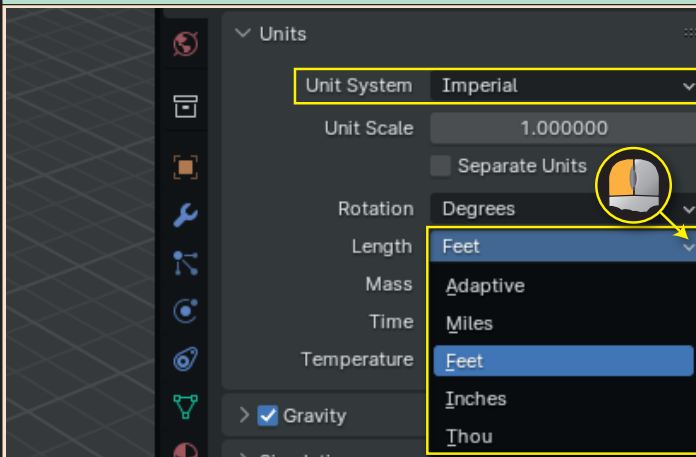 Units
Unit System Imperial
Unit Scale 1.000000
Separate Units
Rotation Degrees
Length Feet
Mass
Adaptive
Time
Miles
Temperature
Feet
Inches
Gravity
Thou